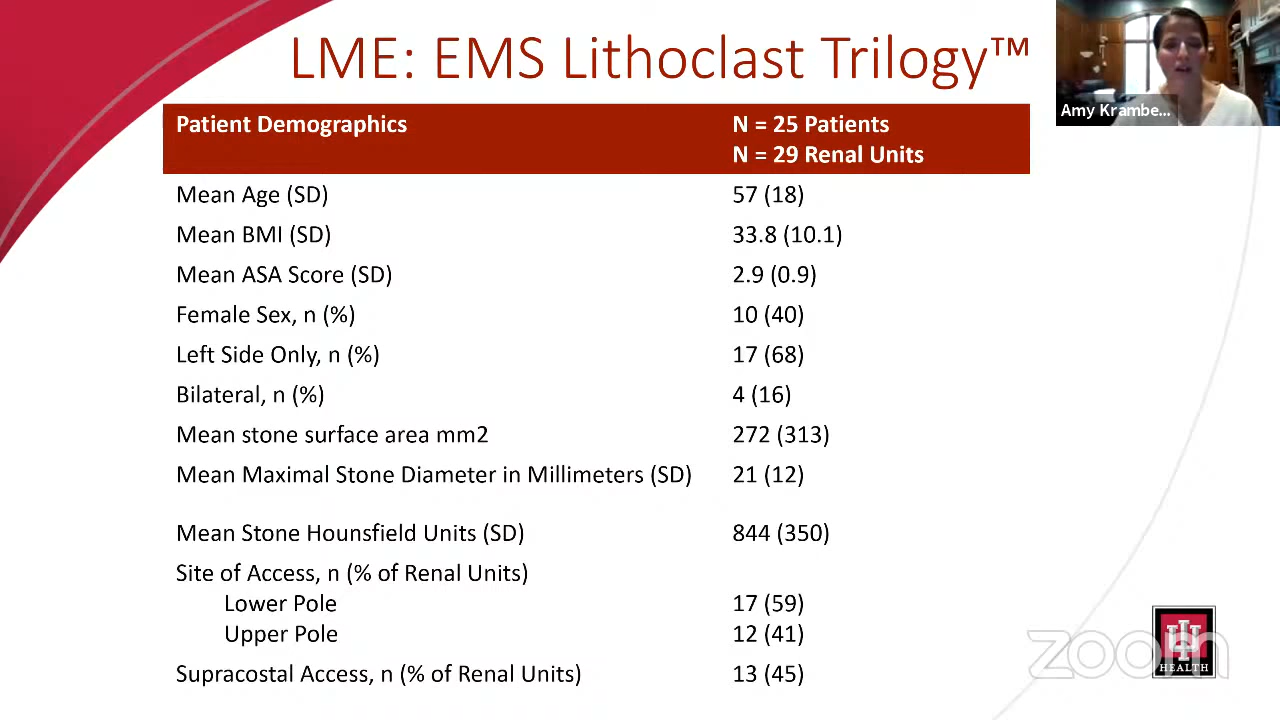 LME: EMS Lithoclast Trilogy™
Amy Krambe...
Patient Demographics
N = 25 Patients
N = 29 Renal Units
Mean Age (SD) 57 (18)
Mean BMI (SD) 33.8 (10.1)
Mean ASA Score (SD) 2.9 (0.9)
Female Sex, n (%) 10 (40)
Left Side Only, n (%) 17 (68)
Bilateral, n (%) 4 (16)
Mean stone surface area mm2 272 (313)
Mean Maximal Stone Diameter in Millimeters (SD) 21 (12)
Mean Stone Hounsfield Units (SD) 844 (350)
Site of Access, n (% of Renal Units)
Lower Pole 17 (59)
Upper Pole 12 (41)
Supracostal Access, n (% of Renal Units) 13 (45)
zoom
IU
HEALTH